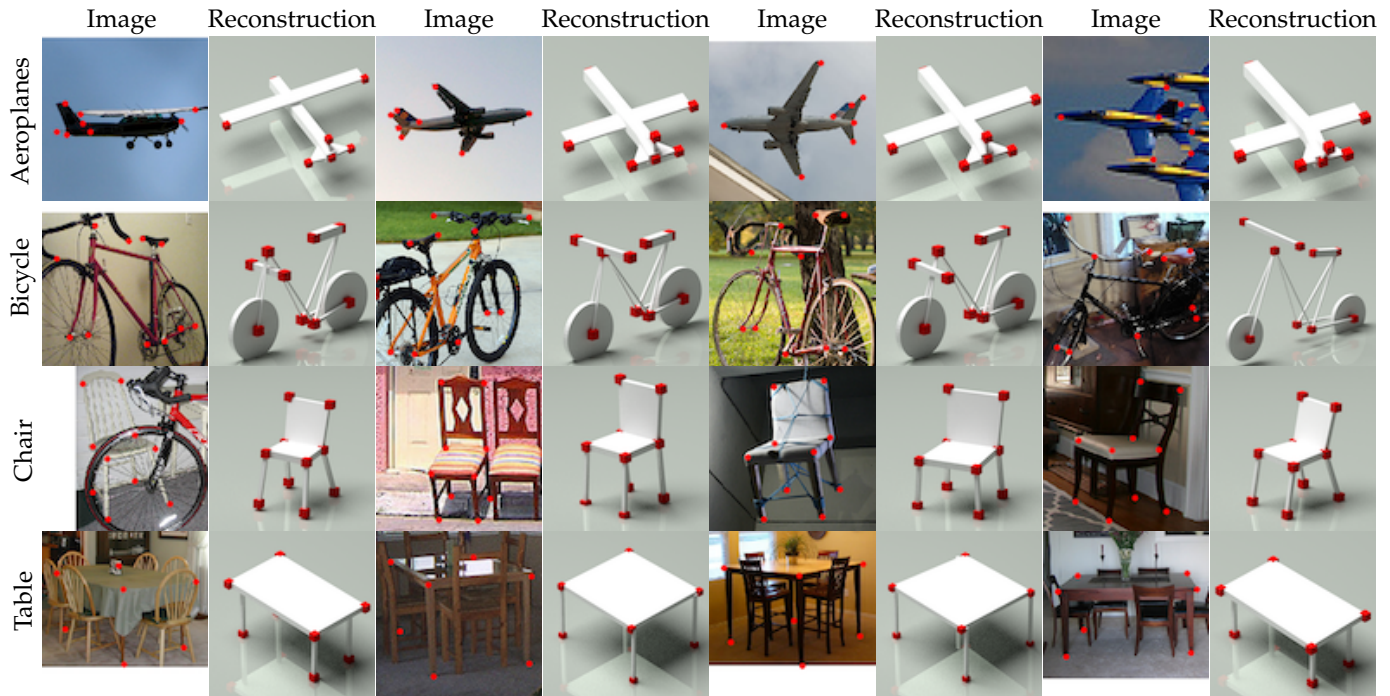 Image Reconstruction Image Reconstruction Image Reconstruction Image Reconstruction
Aeroplanes
Bicycle
Chair
Table